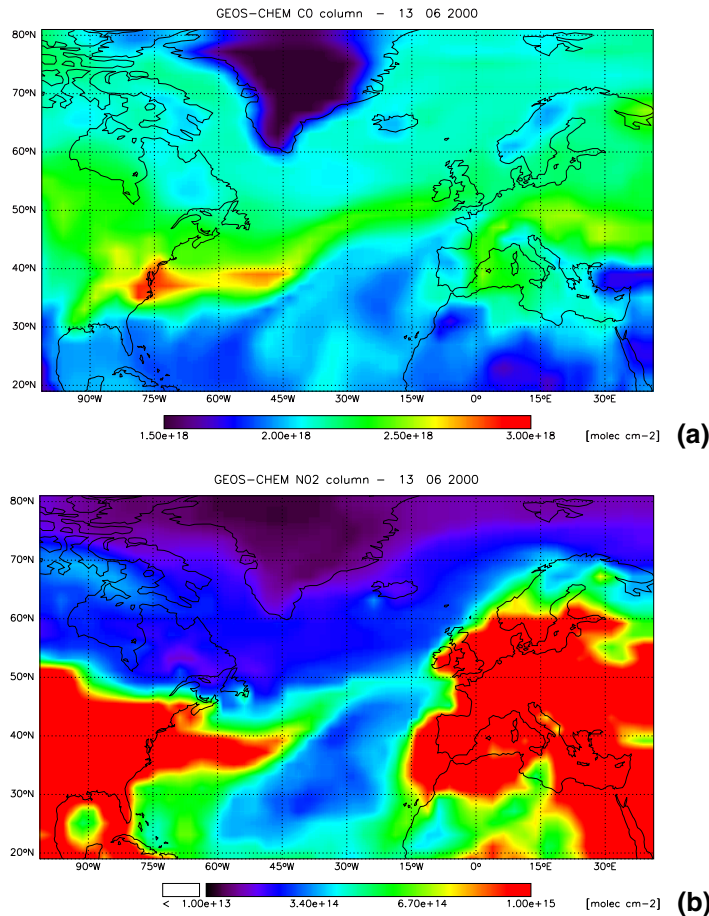 GEOS-CHEM CO column - 13 06 2000
80°N
70°N
60°N
50°N
40°N
30°N
20°N
90°W 75°W 60°W 45°W 30°W 15°W 0°E 15°E 30°E
1.50e+18 2.00e+18 2.50e+18 3.00e+18 [molec cm-2] (a)
GEOS-CHEM NO2 column - 13 06 2000
80°N
70°N
60°N
50°N
40°N
30°N
20°N
90°W 75°W 60°W 45°W 30°W 15°W 0°E 15°E 30°E
< 1.00e+13 3.40e+14 6.70e+14 1.00e+15 [molec cm-2] (b)